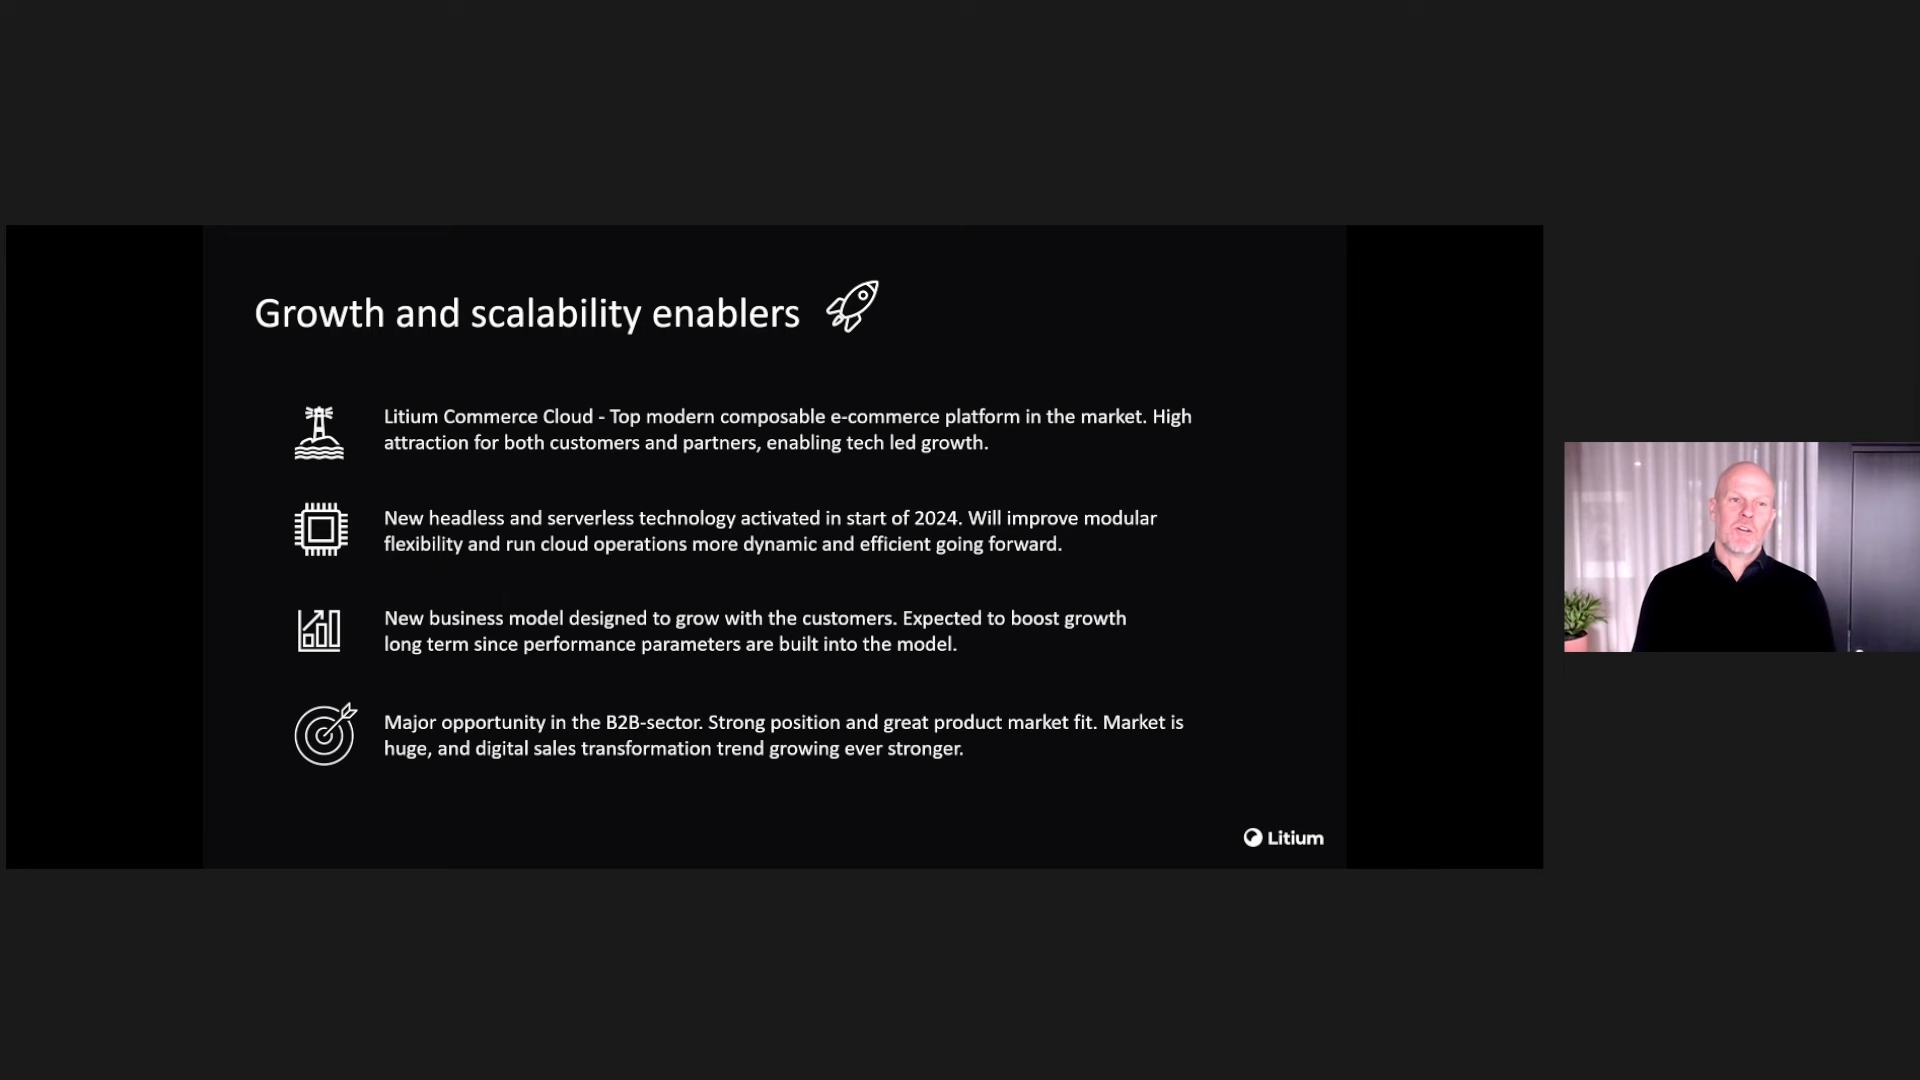 Growth and scalability enablers
Litium Commerce Cloud - Top modern composable e-commerce platform in the market. High
attraction for both customers and partners, enabling tech led growth.
New headless and serverless technology activated in start of 2024. Will improve modular
flexibility and run cloud operations more dynamic and efficient going forward.
New business model designed to grow with the customers. Expected to boost growth
long term since performance parameters are built into the model.
Major opportunity in the B2B-sector. Strong position and great product market fit. Market is
huge, and digital sales transformation trend growing ever stronger.
Litium